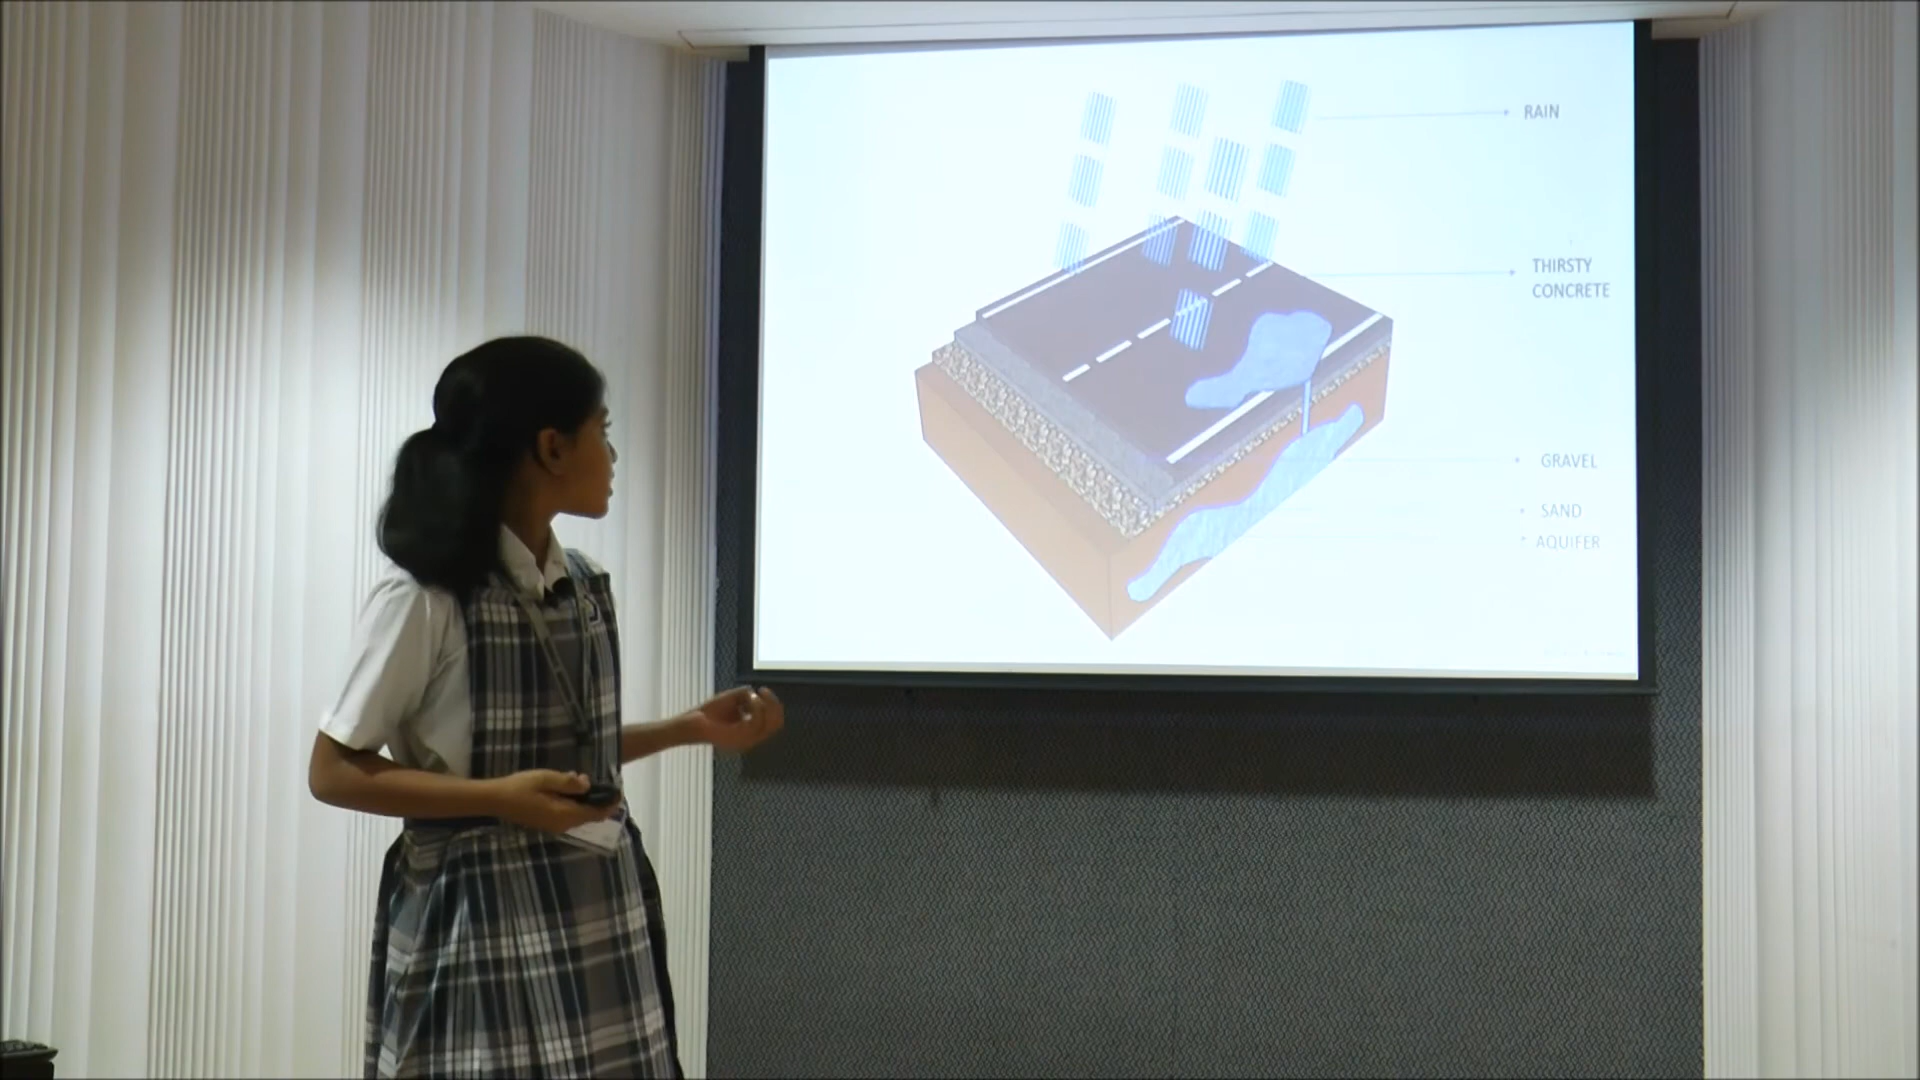 RAIN
THIRSTY
CONCRETE
GRAVEL
SAND
AQUIFER